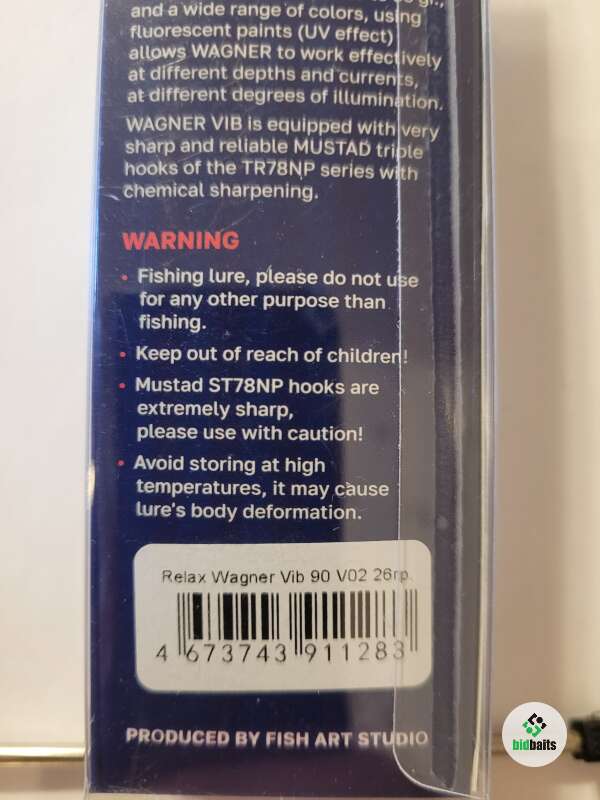 and a wide range of colors, using
fluorescent paints (UV effect)
allows WAGNER to work effectively
at different depths and currents,
at different degrees of illumination.
WAGNER VIB is equipped with very
sharp and reliable MUSTAD triple
hooks of the TR78NP series with
chemical sharpening.
WARNING
• Fishing lure, please do not use
for any other purpose than
fishing.
• Keep out of reach of children!
• Mustad ST78NP hooks are
extremely sharp,
please use with caution!
• Avoid storing at high
temperatures, it may cause
lure's body deformation.
Relax Wagner Vib 90 V02 26гр.
4 673743 911283
PRODUCED BY FISH ART STUDIO
bidbaits